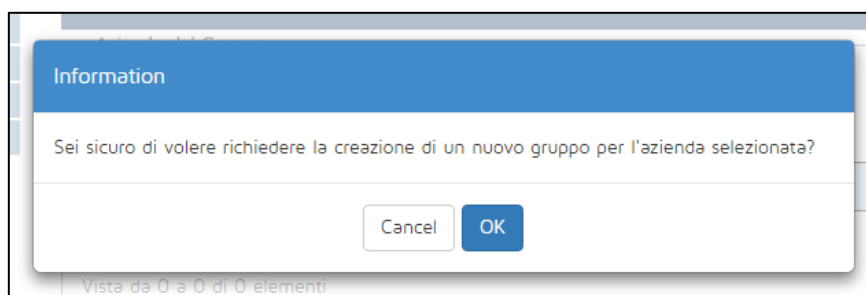 Information
Sei sicuro di volere richiedere la creazione di un nuovo gruppo per l'azienda selezionata?
Cancel
OK
Vista da 0 a 0 di 0 elementi